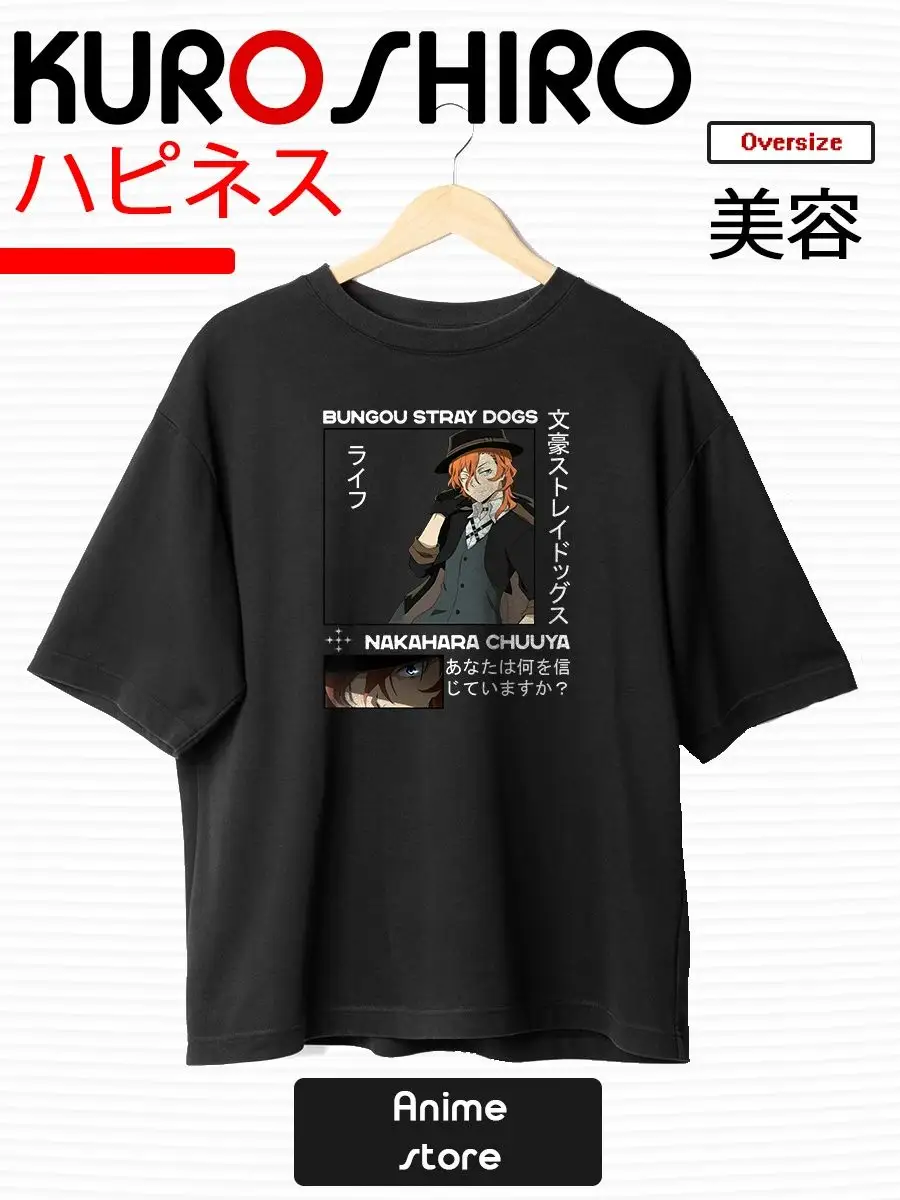 KUROSHIRO
ハピネス
Oversize
美容
BUNGOU STRAY DOGS
文豪ストレイドッグス
ライフ
NAKAHARA CHUUYA
あなたは何を信
じていますか？
Anime
store